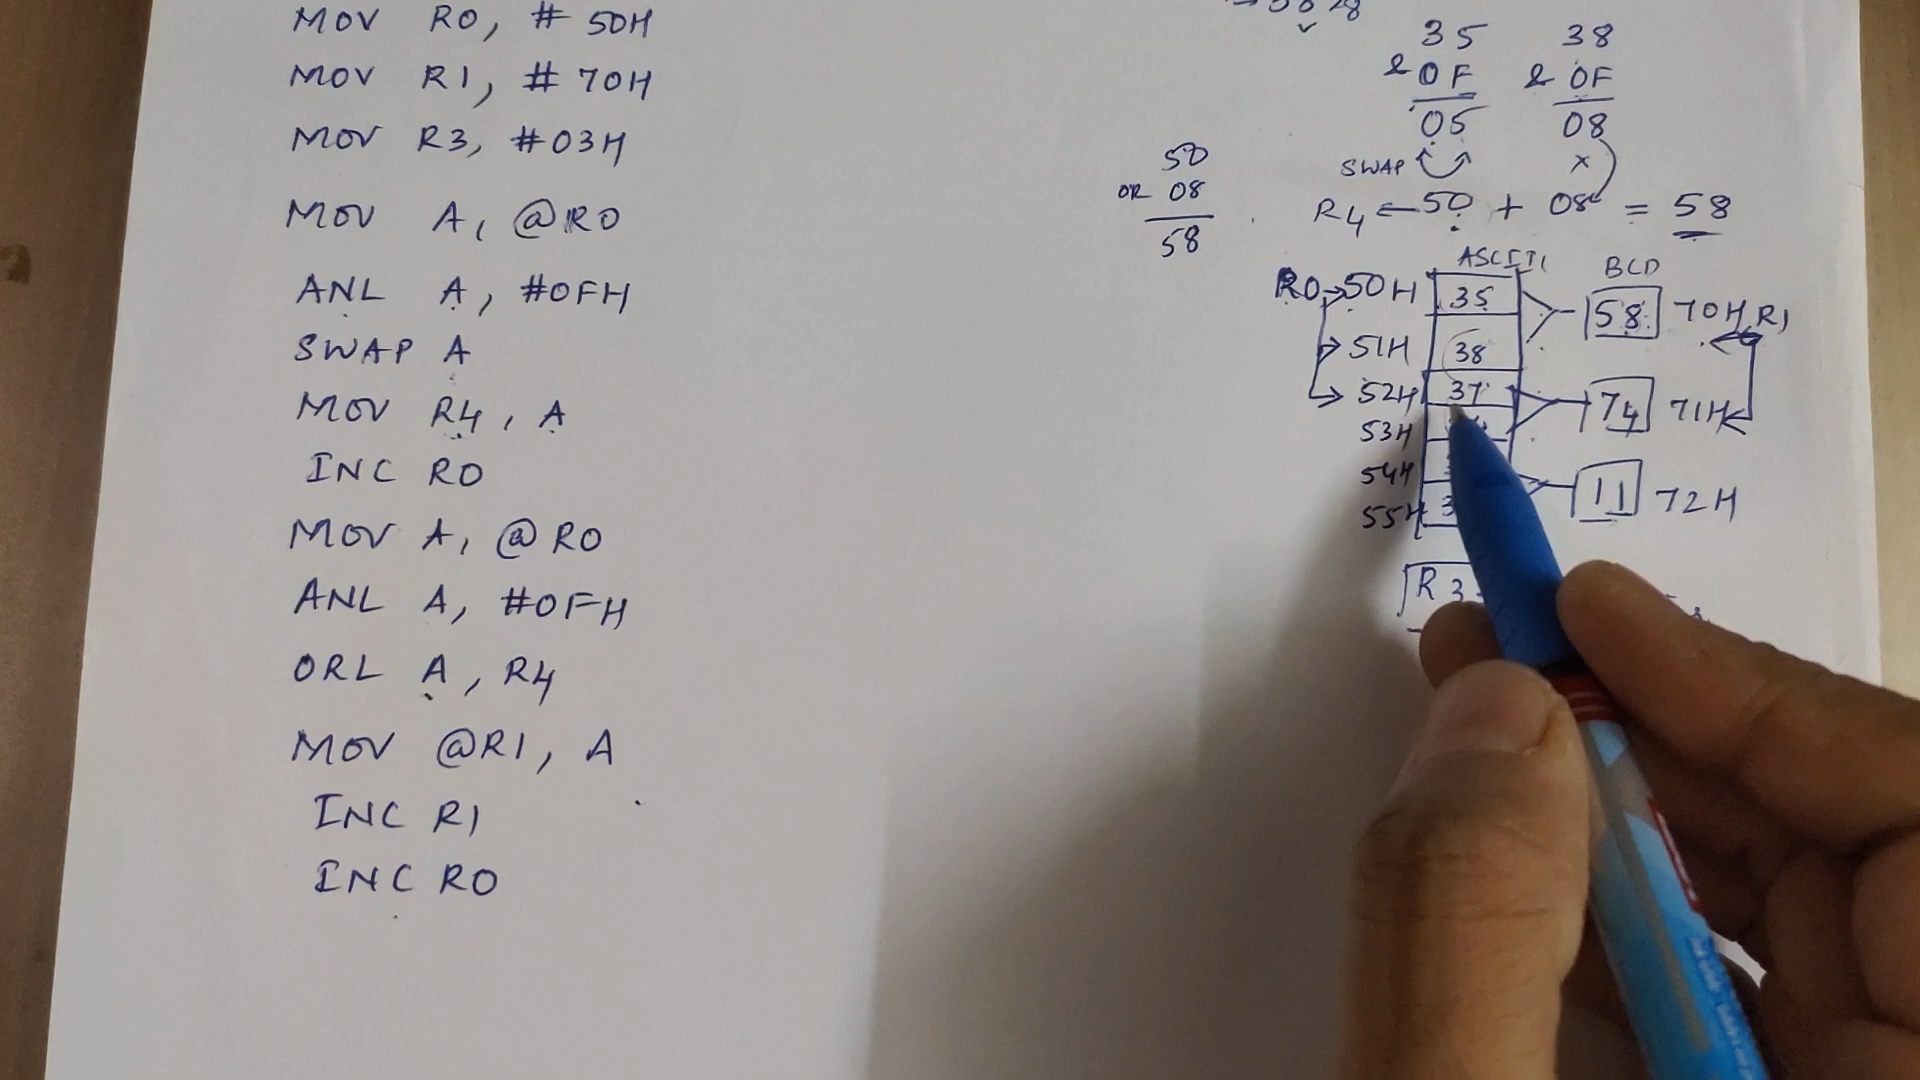 MOV R0, # 50H
MOV R1, # 70H
MOV R3, #03H
MOV A, @R0
ANL A, #0FH
SWAP A
MOV R4, A
INC R0
MOV A, @R0
ANL A, #0FH
ORL A, R4
MOV @R1, A
INC R1
INC R0
35 38
& 0F & 0F
05 08
SWAP x
50
OR 08
58
R4 ← 50 + 08 = 58
ASCII BCD
R0 → 50H 35 58 70H R1
51H 38
52H 37 74 71H
53H
54H 11 72H
55H 3
R3